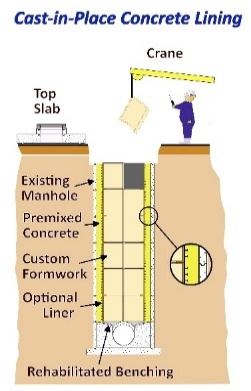 Cast-in-Place Concrete Lining
Crane
Top
Slab
Existing
Manhole
Premixed
Concrete
Custom
Formwork
Optional
Liner
Rehabilitated Benching